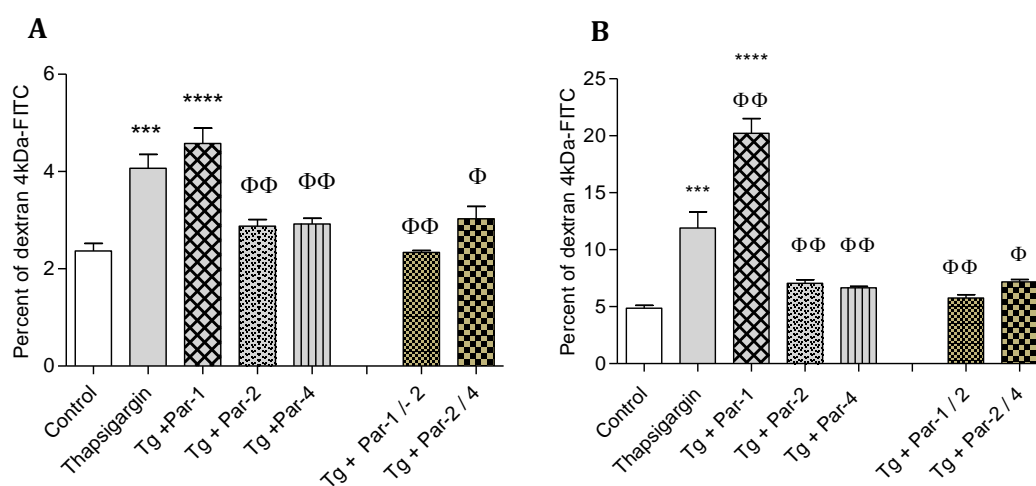 A
Percent of dextran 4kDa-FITC
6
4
2
0
***
****
ΦΦ
ΦΦ
ΦΦ
Φ
Control
Thapsigargin
Tg +Par-1
Tg + Par-2
Tg +Par-4
Tg + Par-1 /- 2
Tg + Par-2 / 4
B
Percent of dextran 4kDa-FITC
25
20
15
10
5
0
***
****
ΦΦ
ΦΦ
ΦΦ
ΦΦ
Φ
Control
Thapsigargin
Tg + Par-1
Tg + Par-2
Tg + Par-4
Tg + Par-1 / 2
Tg + Par-2 / 4